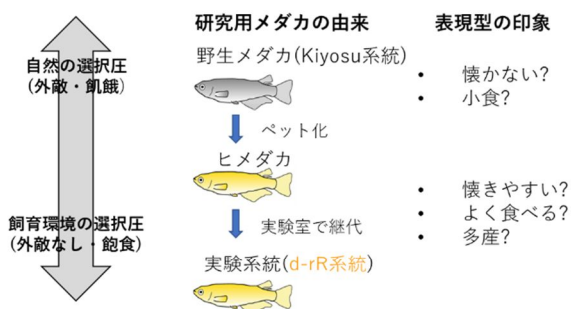 研究用メダカの由来
表現型の印象
野生メダカ(Kiyosu系統)
自然の選択圧
(外敵・飢餓)
• 懐かない?
• 小食?
ペット化
ヒメダカ
• 懐きやすい?
• よく食べる?
• 多産?
飼育環境の選択圧
(外敵なし・飽食)
実験室で継代
実験系統(d-rR系統)